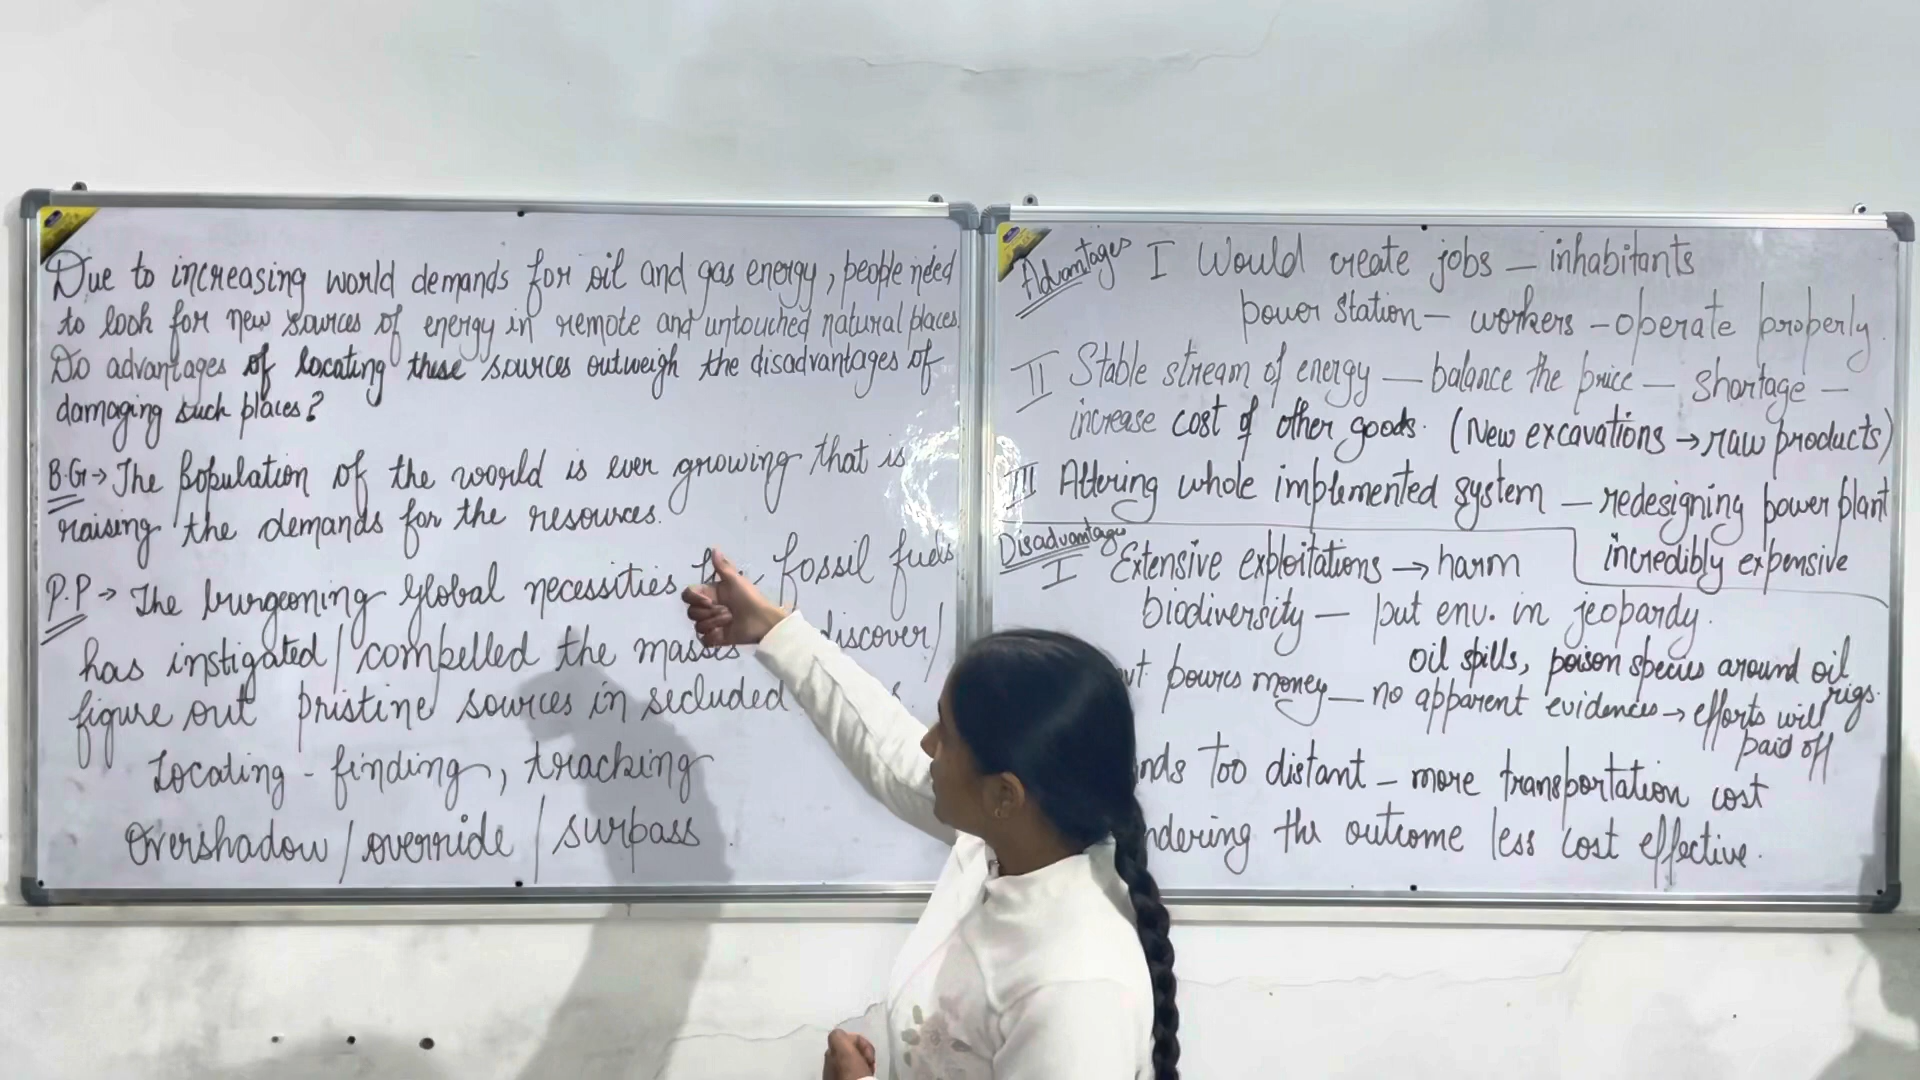 Due to increasing world demands for oil and gas energy, people need
to look for new sources of energy in remote and untouched natural places.
Do advantages of locating these sources outweigh the disadvantages of
damaging such places?
B.G → The population of the world is ever growing that is
raising the demands for the resources.
P.P → The burgeoning global necessities fossil fuels
has instigated / compelled the masses discover /
figure out pristine sources in secluded
Locating - finding, tracking
Overshadow / override / surpass
Advantages I Would create jobs — inhabitants
power station — workers — operate properly.
II Stable stream of energy — balance the price — shortage —
increase cost of other goods. (New excavations → raw products)
III Altering whole implemented system — redesigning power plant
incredibly expensive
Disadvantages
I Extensive exploitations → harm
biodiversity — put env. in jeopardy.
oil spills, poison species around oil
rigs.
pours money — no apparent evidences → efforts will
paid off
too distant — more transportation cost
the outcome less cost effective.